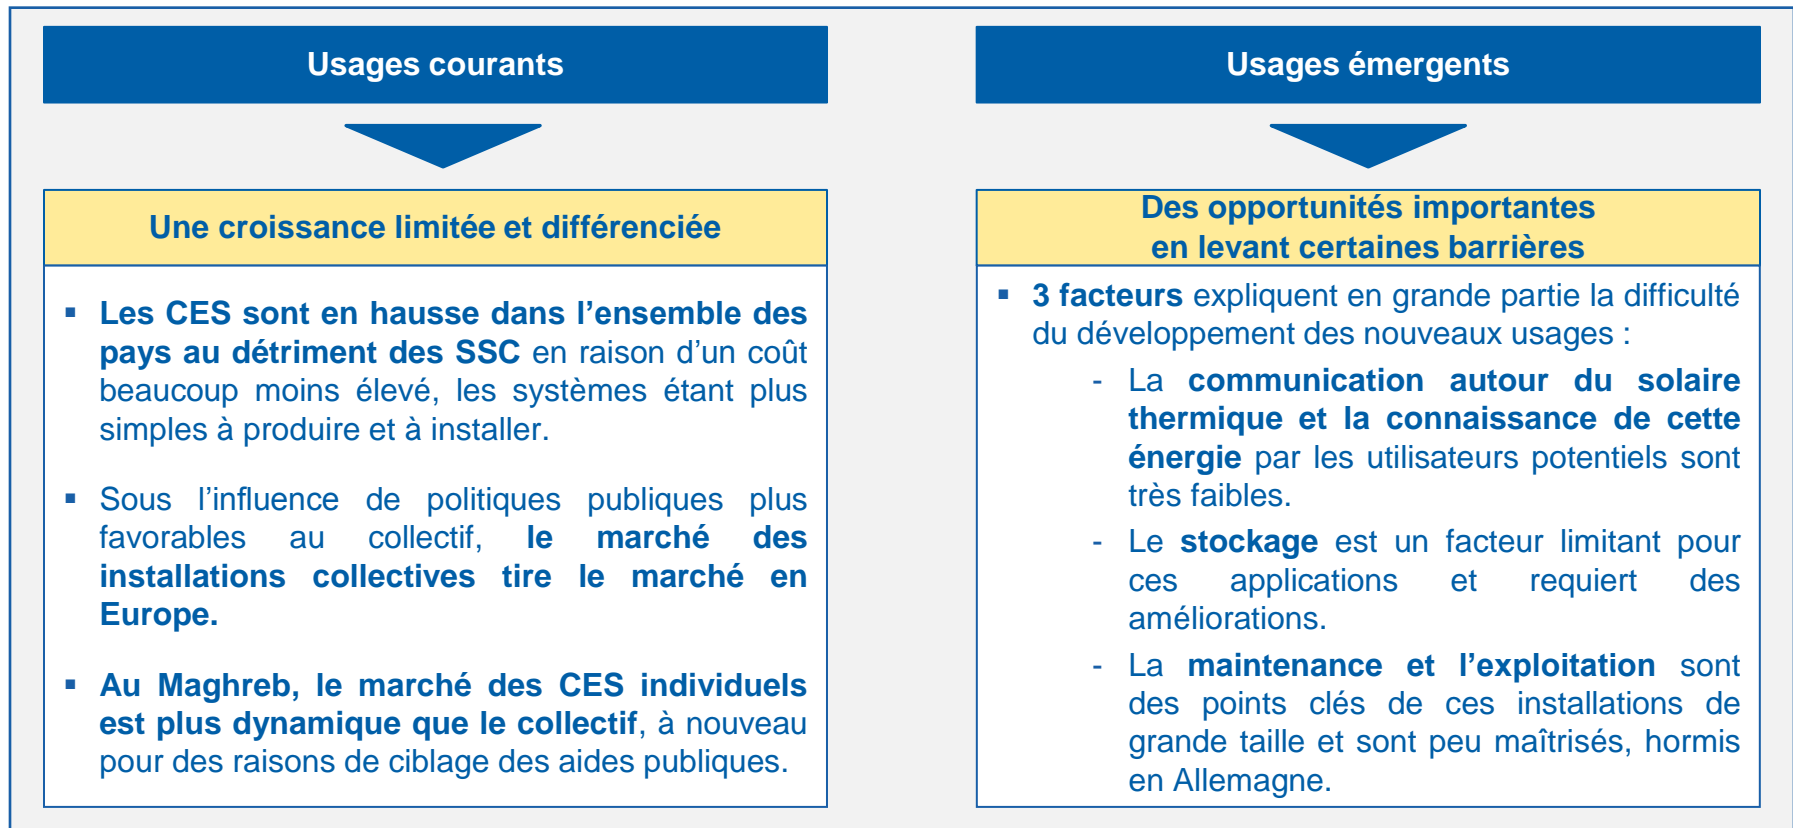 Usages courants
Une croissance limitée et différenciée
▪ Les CES sont en hausse dans l’ensemble des
pays au détriment des SSC en raison d’un coût
beaucoup moins élevé, les systèmes étant plus
simples à produire et à installer.
▪ Sous l’influence de politiques publiques plus
favorables au collectif, le marché des
installations collectives tire le marché en
Europe.
▪ Au Maghreb, le marché des CES individuels
est plus dynamique que le collectif, à nouveau
pour des raisons de ciblage des aides publiques.
Usages émergents
Des opportunités importantes
en levant certaines barrières
▪ 3 facteurs expliquent en grande partie la difficulté
du développement des nouveaux usages :
- La communication autour du solaire
thermique et la connaissance de cette
énergie par les utilisateurs potentiels sont
très faibles.
- Le stockage est un facteur limitant pour
ces applications et requiert des
améliorations.
- La maintenance et l’exploitation sont
des points clés de ces installations de
grande taille et sont peu maîtrisés, hormis
en Allemagne.